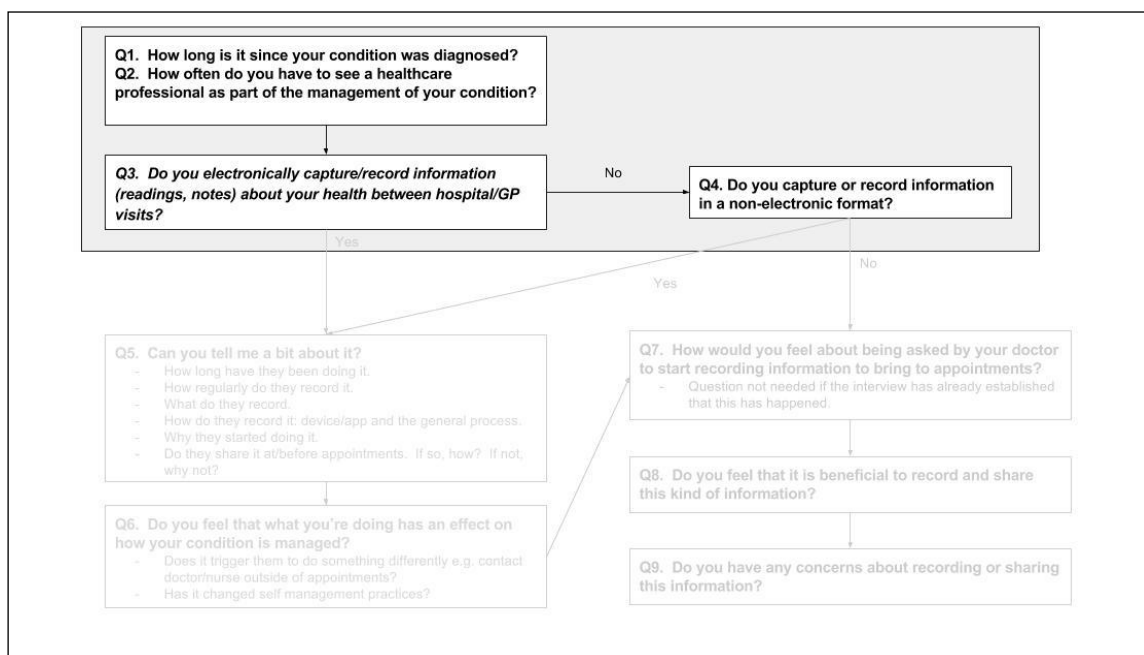 Q1. How long is it since your condition was diagnosed?
Q2. How often do you have to see a healthcare
professional as part of the management of your condition?
Q3. Do you electronically capture/record information
(readings, notes) about your health between hospital/GP
visits?
No
Q4. Do you capture or record information
in a non-electronic format?
Yes
Yes
No
Q5. Can you tell me a bit about it?
- How long have they been doing it.
- How regularly do they record it.
- What do they record.
- How do they record it: device/app and the general process.
- Why they started doing it.
- Do they share it at/before appointments. If so, how? If not,
why not?
Q6. Do you feel that what you're doing has an effect on
how your condition is managed?
- Does it trigger them to do something differently e.g. contact
doctor/nurse outside of appointments?
- Has it changed self management practices?
Q7. How would you feel about being asked by your doctor
to start recording information to bring to appointments?
- Question not needed if the interview has already established
that this has happened.
Q8. Do you feel that it is beneficial to record and share
this kind of information?
Q9. Do you have any concerns about recording or sharing
this information?